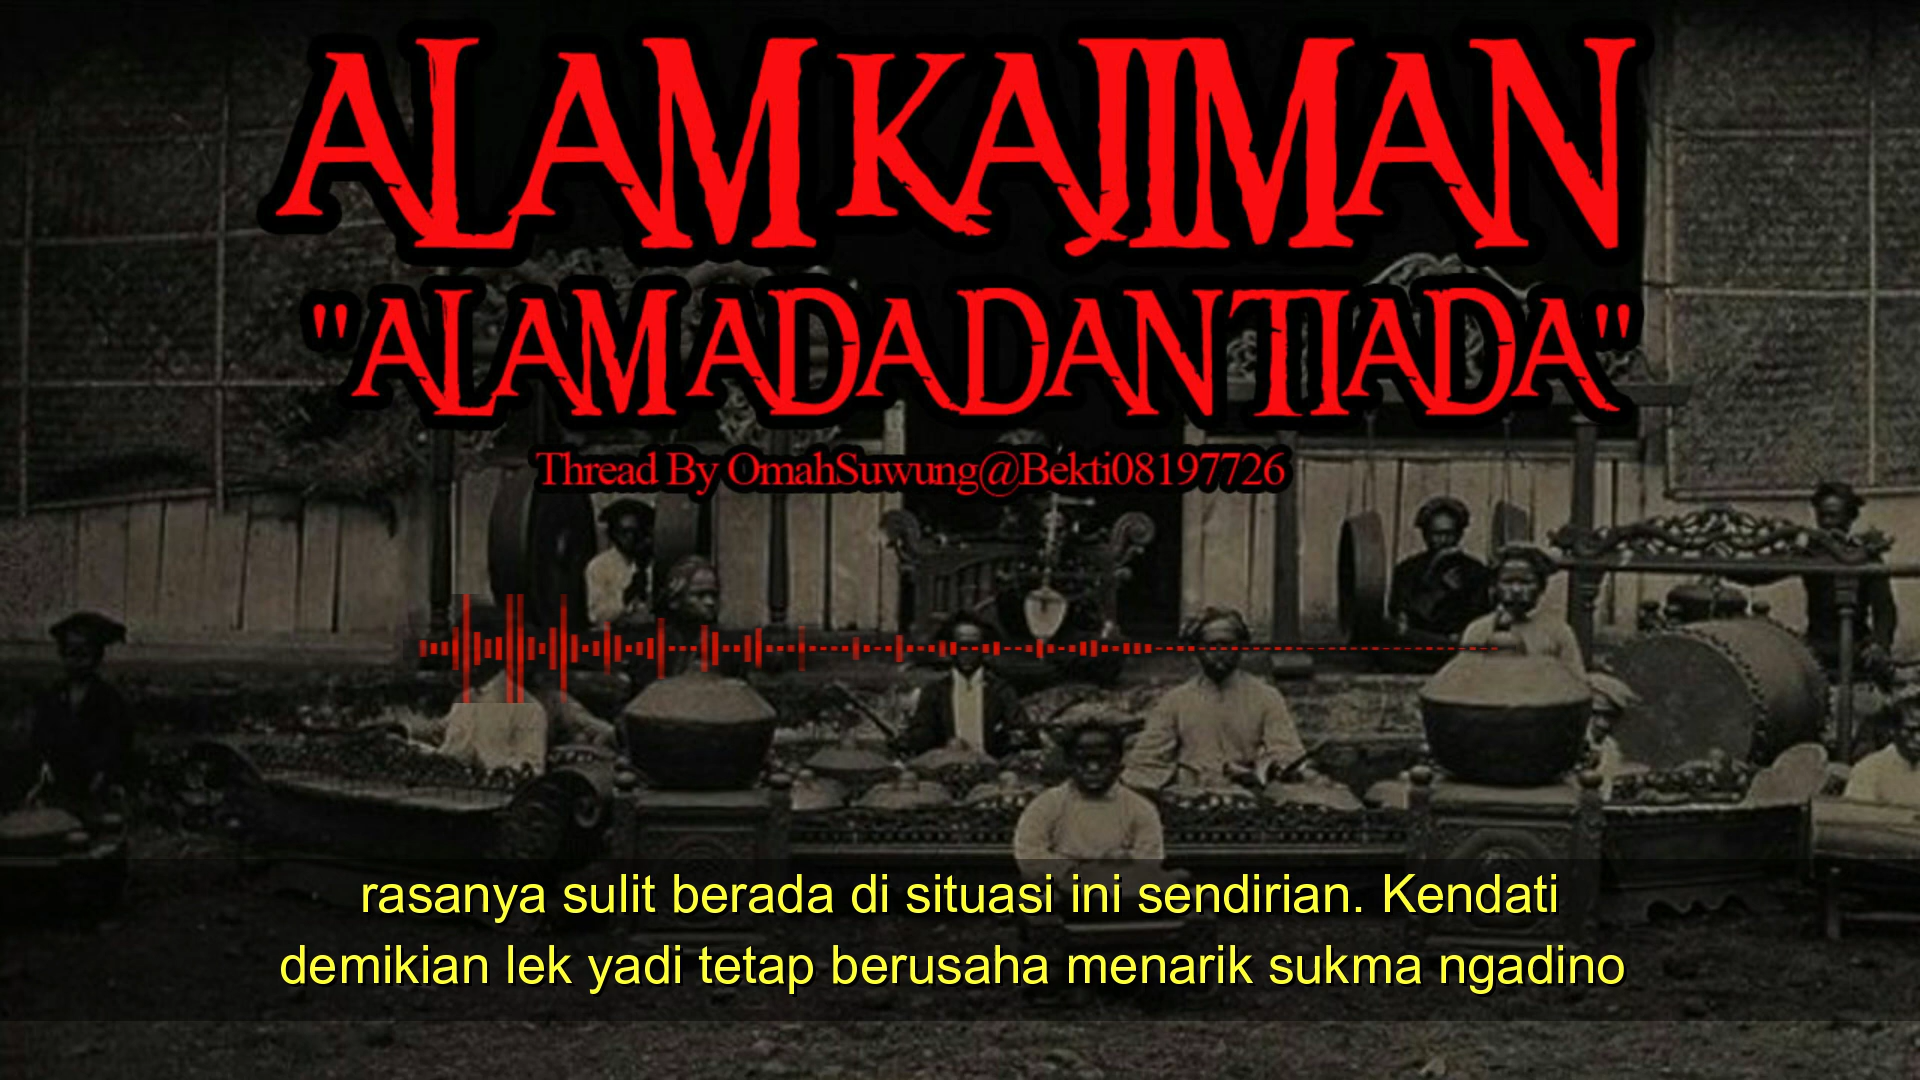 ALAM KAJIMAN
"ALAM ADA DAN TIADA"
Thread By OmahSuwung@Bekti08197726
rasanya sulit berada di situasi ini sendirian. Kendati
demikian lek yadi tetap berusaha menarik sukma ngadino